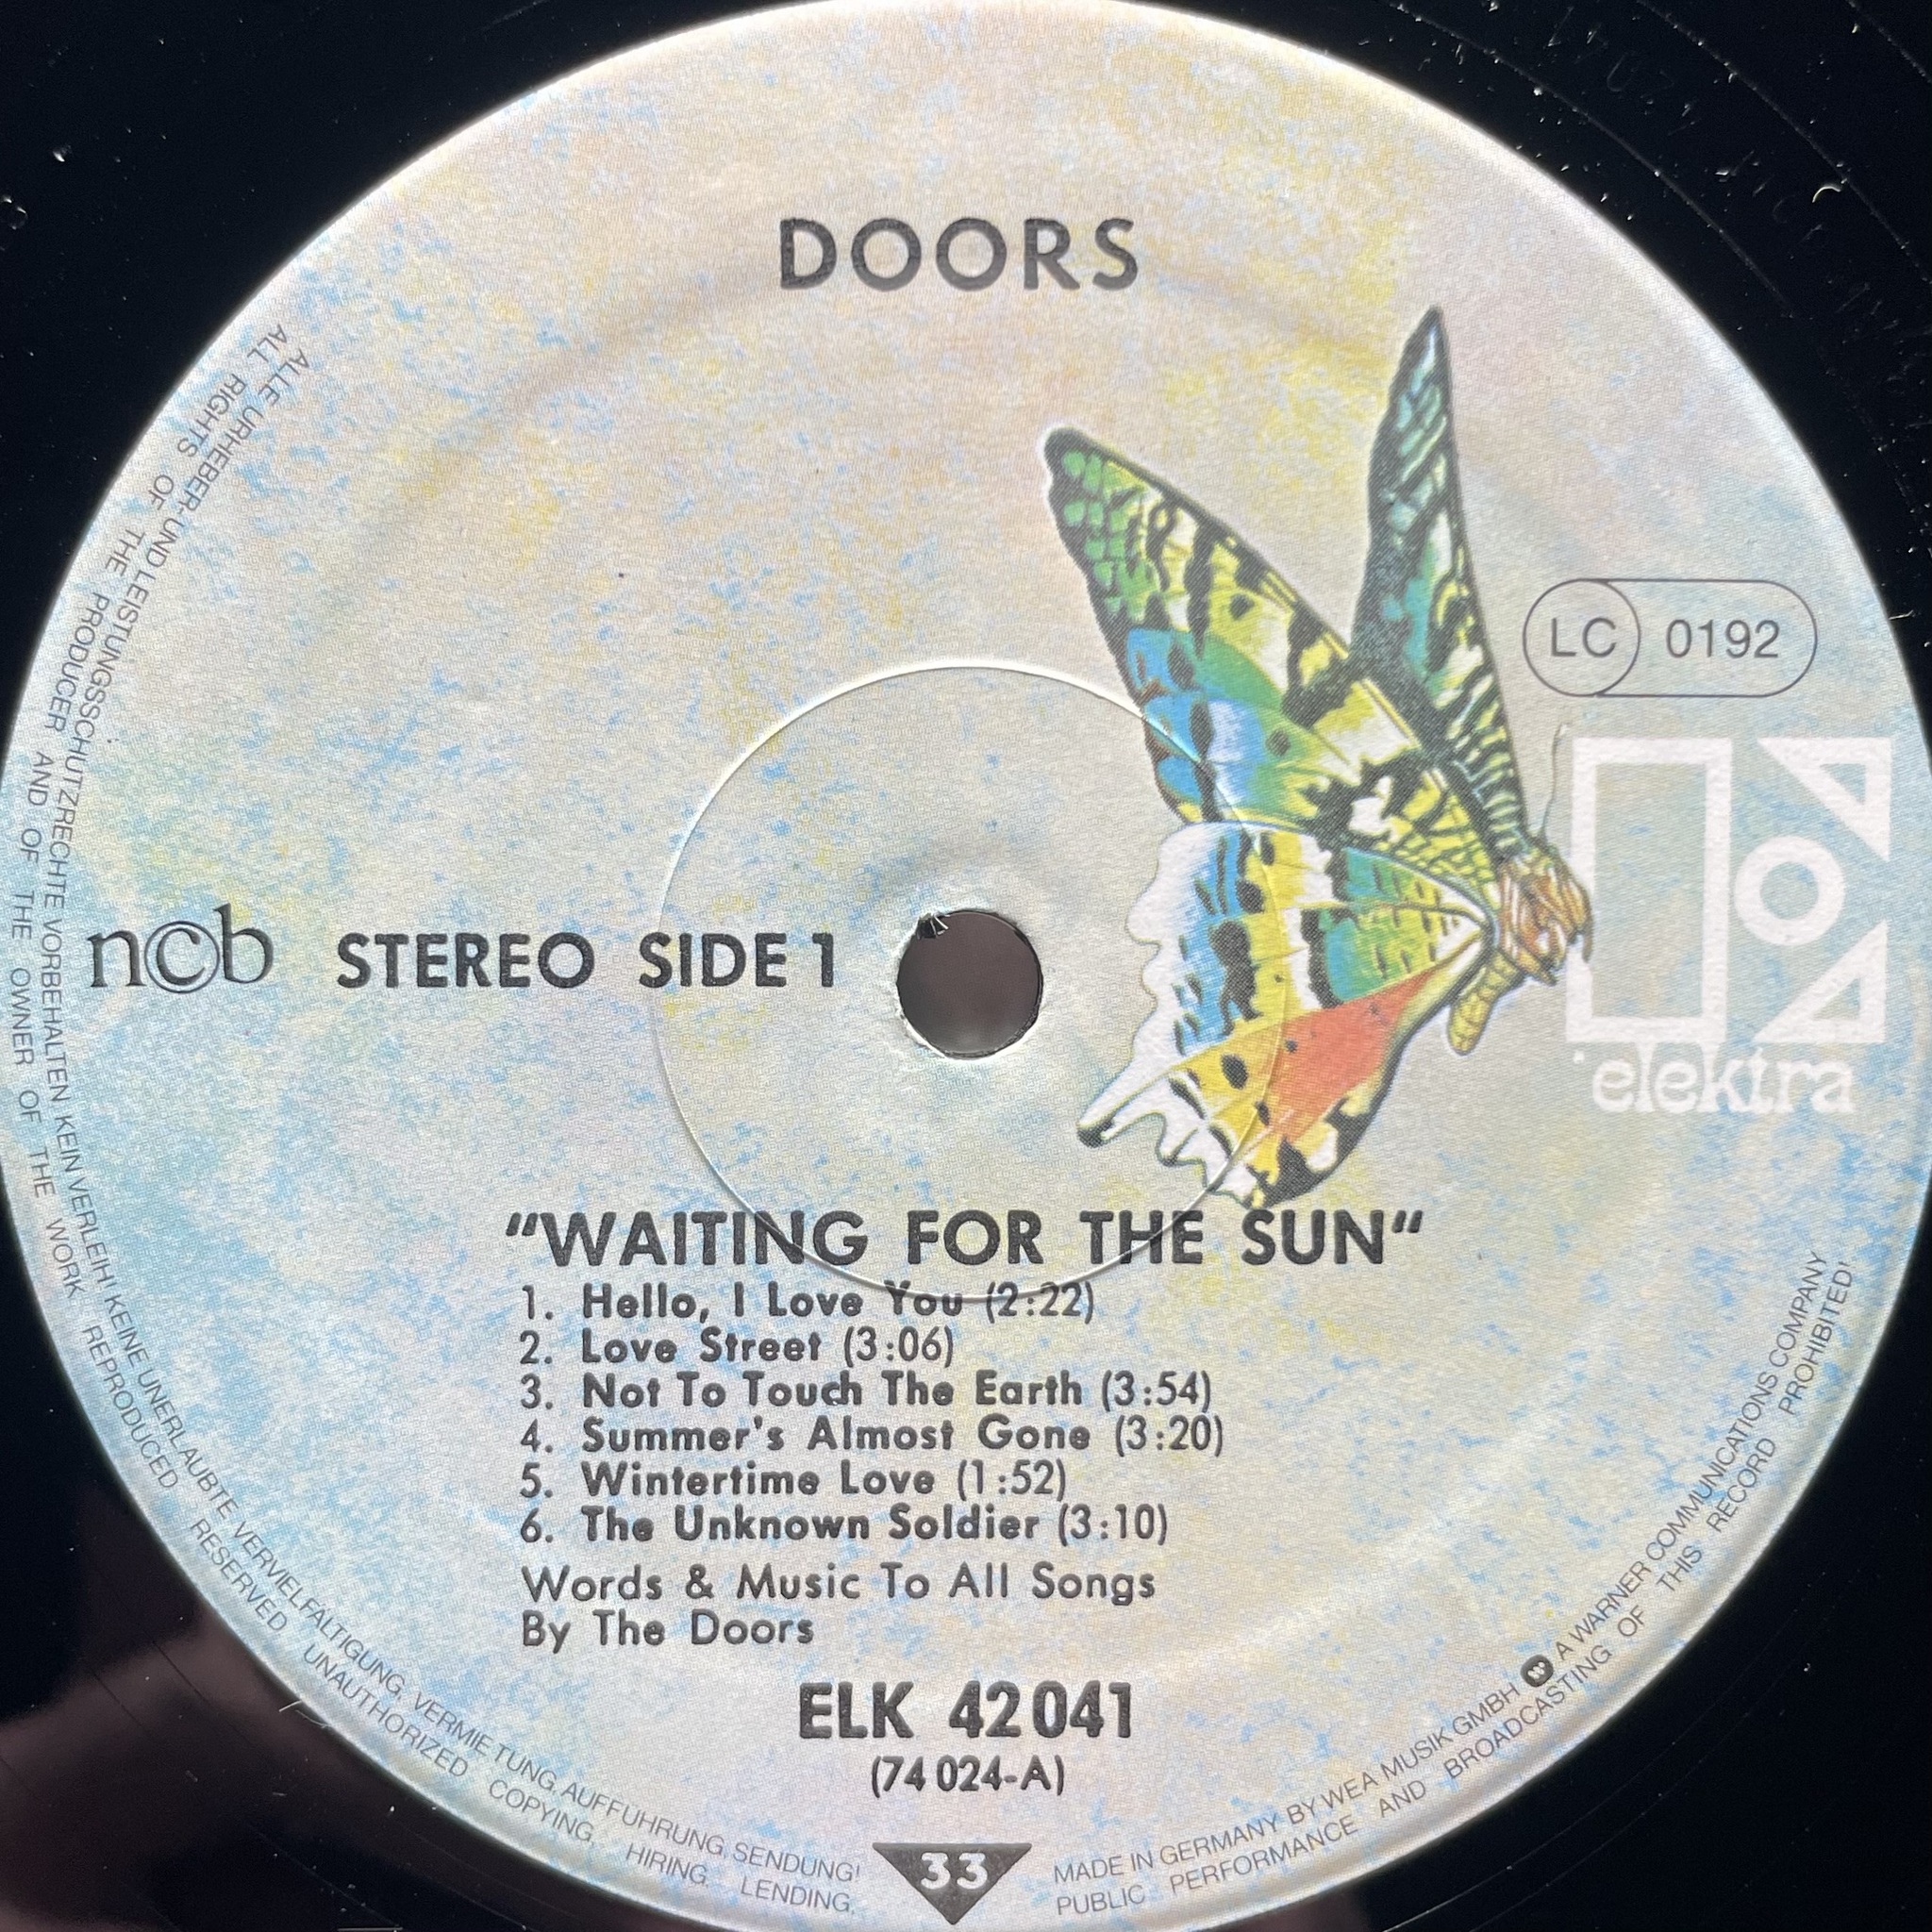 DOORS
LC 0192
elektra
n©b STEREO SIDE 1
“WAITING FOR THE SUN“
1. Hello, I Love You (2:22)
2. Love Street (3:06)
3. Not To Touch The Earth (3:54)
4. Summer's Almost Gone (3:20)
5. Wintertime Love (1:52)
6. The Unknown Soldier (3:10)
Words & Music To All Songs
By The Doors
ELK 42 041
(74 024-A)
33
ALLE URHEBER-UND LEISTUNGSSCHUTZRECHTE VORBEHALTEN KEIN VERLEIH! KEINE UNERLAUBTE VERVIELFALTIGUNG, VERMIETUNG, AUFFUHRUNG, SENDUNG!
ALL RIGHTS OF THE PRODUCER AND OF THE OWNER OF THE WORK REPRODUCED RESERVED UNAUTHORIZED COPYING, HIRING, LENDING,
MADE IN GERMANY BY WEA MUSIK GMBH A WARNER COMMUNICATIONS COMPANY
PUBLIC PERFORMANCE AND BROADCASTING OF THIS RECORD PROHIBITED!